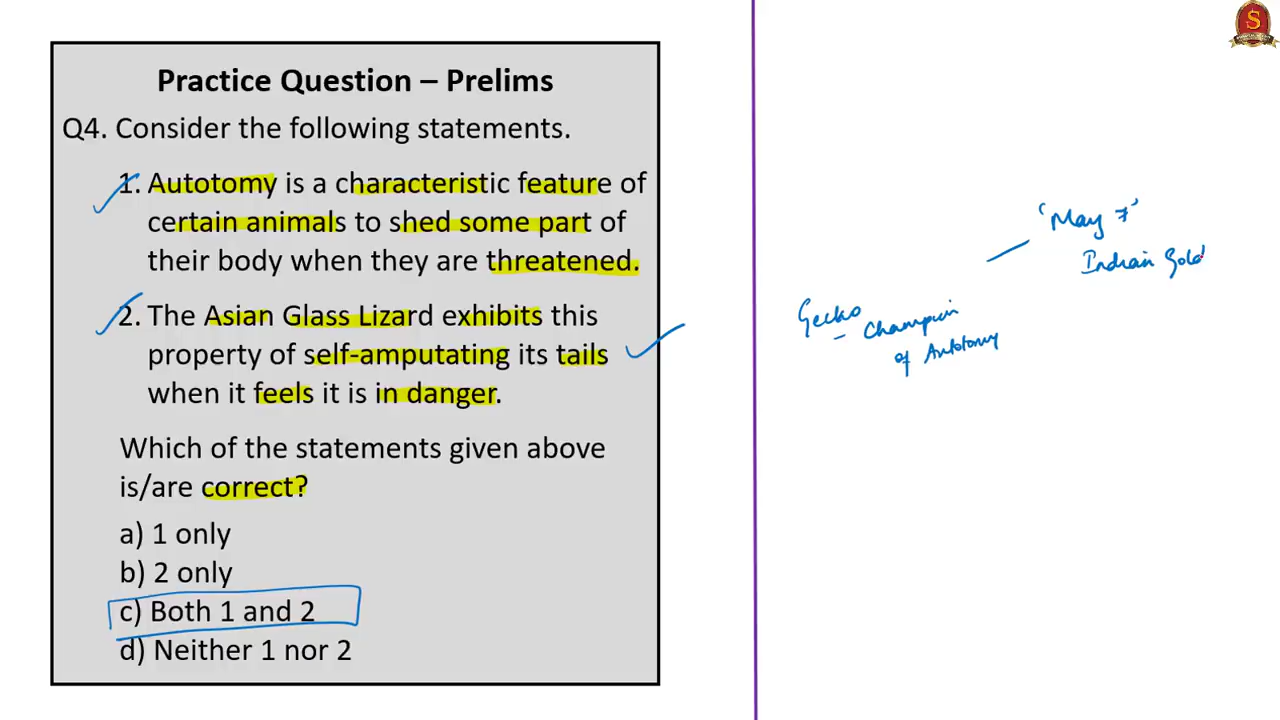 Practice Question – Prelims
Q4. Consider the following statements.
1. Autotomy is a characteristic feature of
certain animals to shed some part of
their body when they are threatened.
2. The Asian Glass Lizard exhibits this
property of self-amputating its tails
when it feels it is in danger.
Which of the statements given above
is/are correct?
a) 1 only
b) 2 only
c) Both 1 and 2
d) Neither 1 nor 2
'May 7'
Indian Gold
Gecko
– Champion
of Autotomy
S